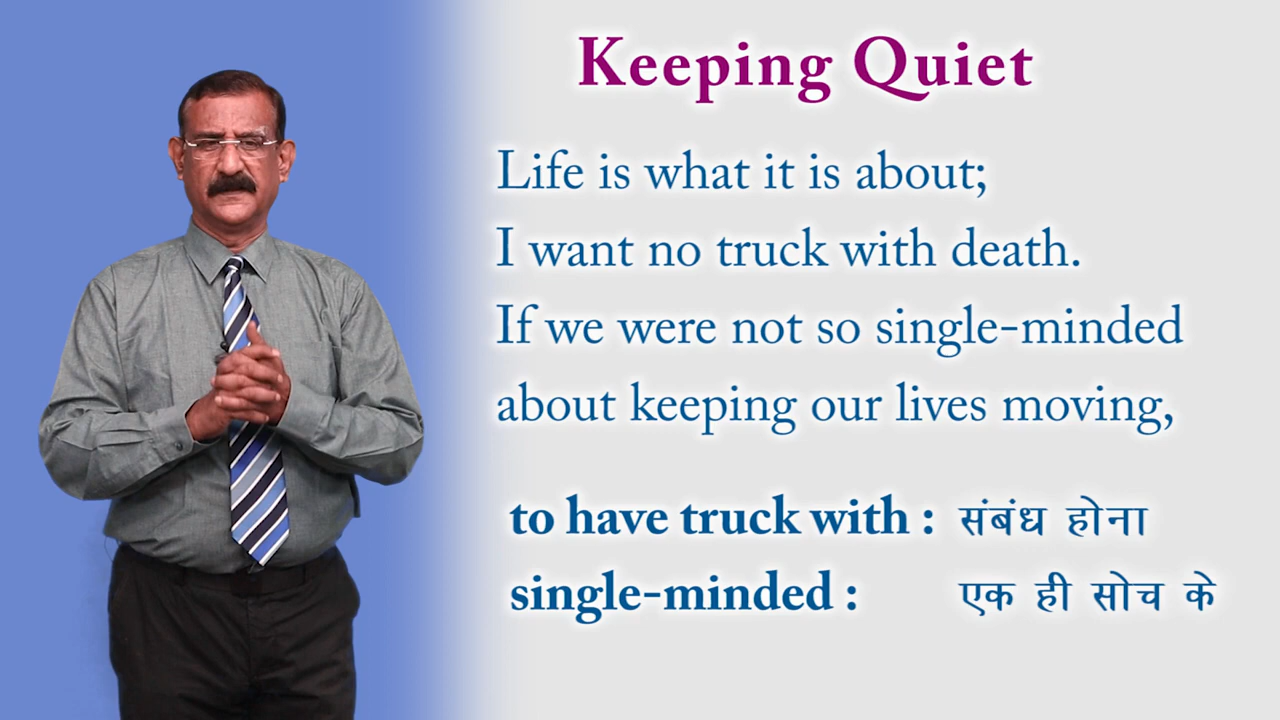 Keeping Quiet
Life is what it is about;
I want no truck with death.
If we were not so single-minded
about keeping our lives moving,
to have truck with : संबंध होना
single-minded : एक ही सोच के